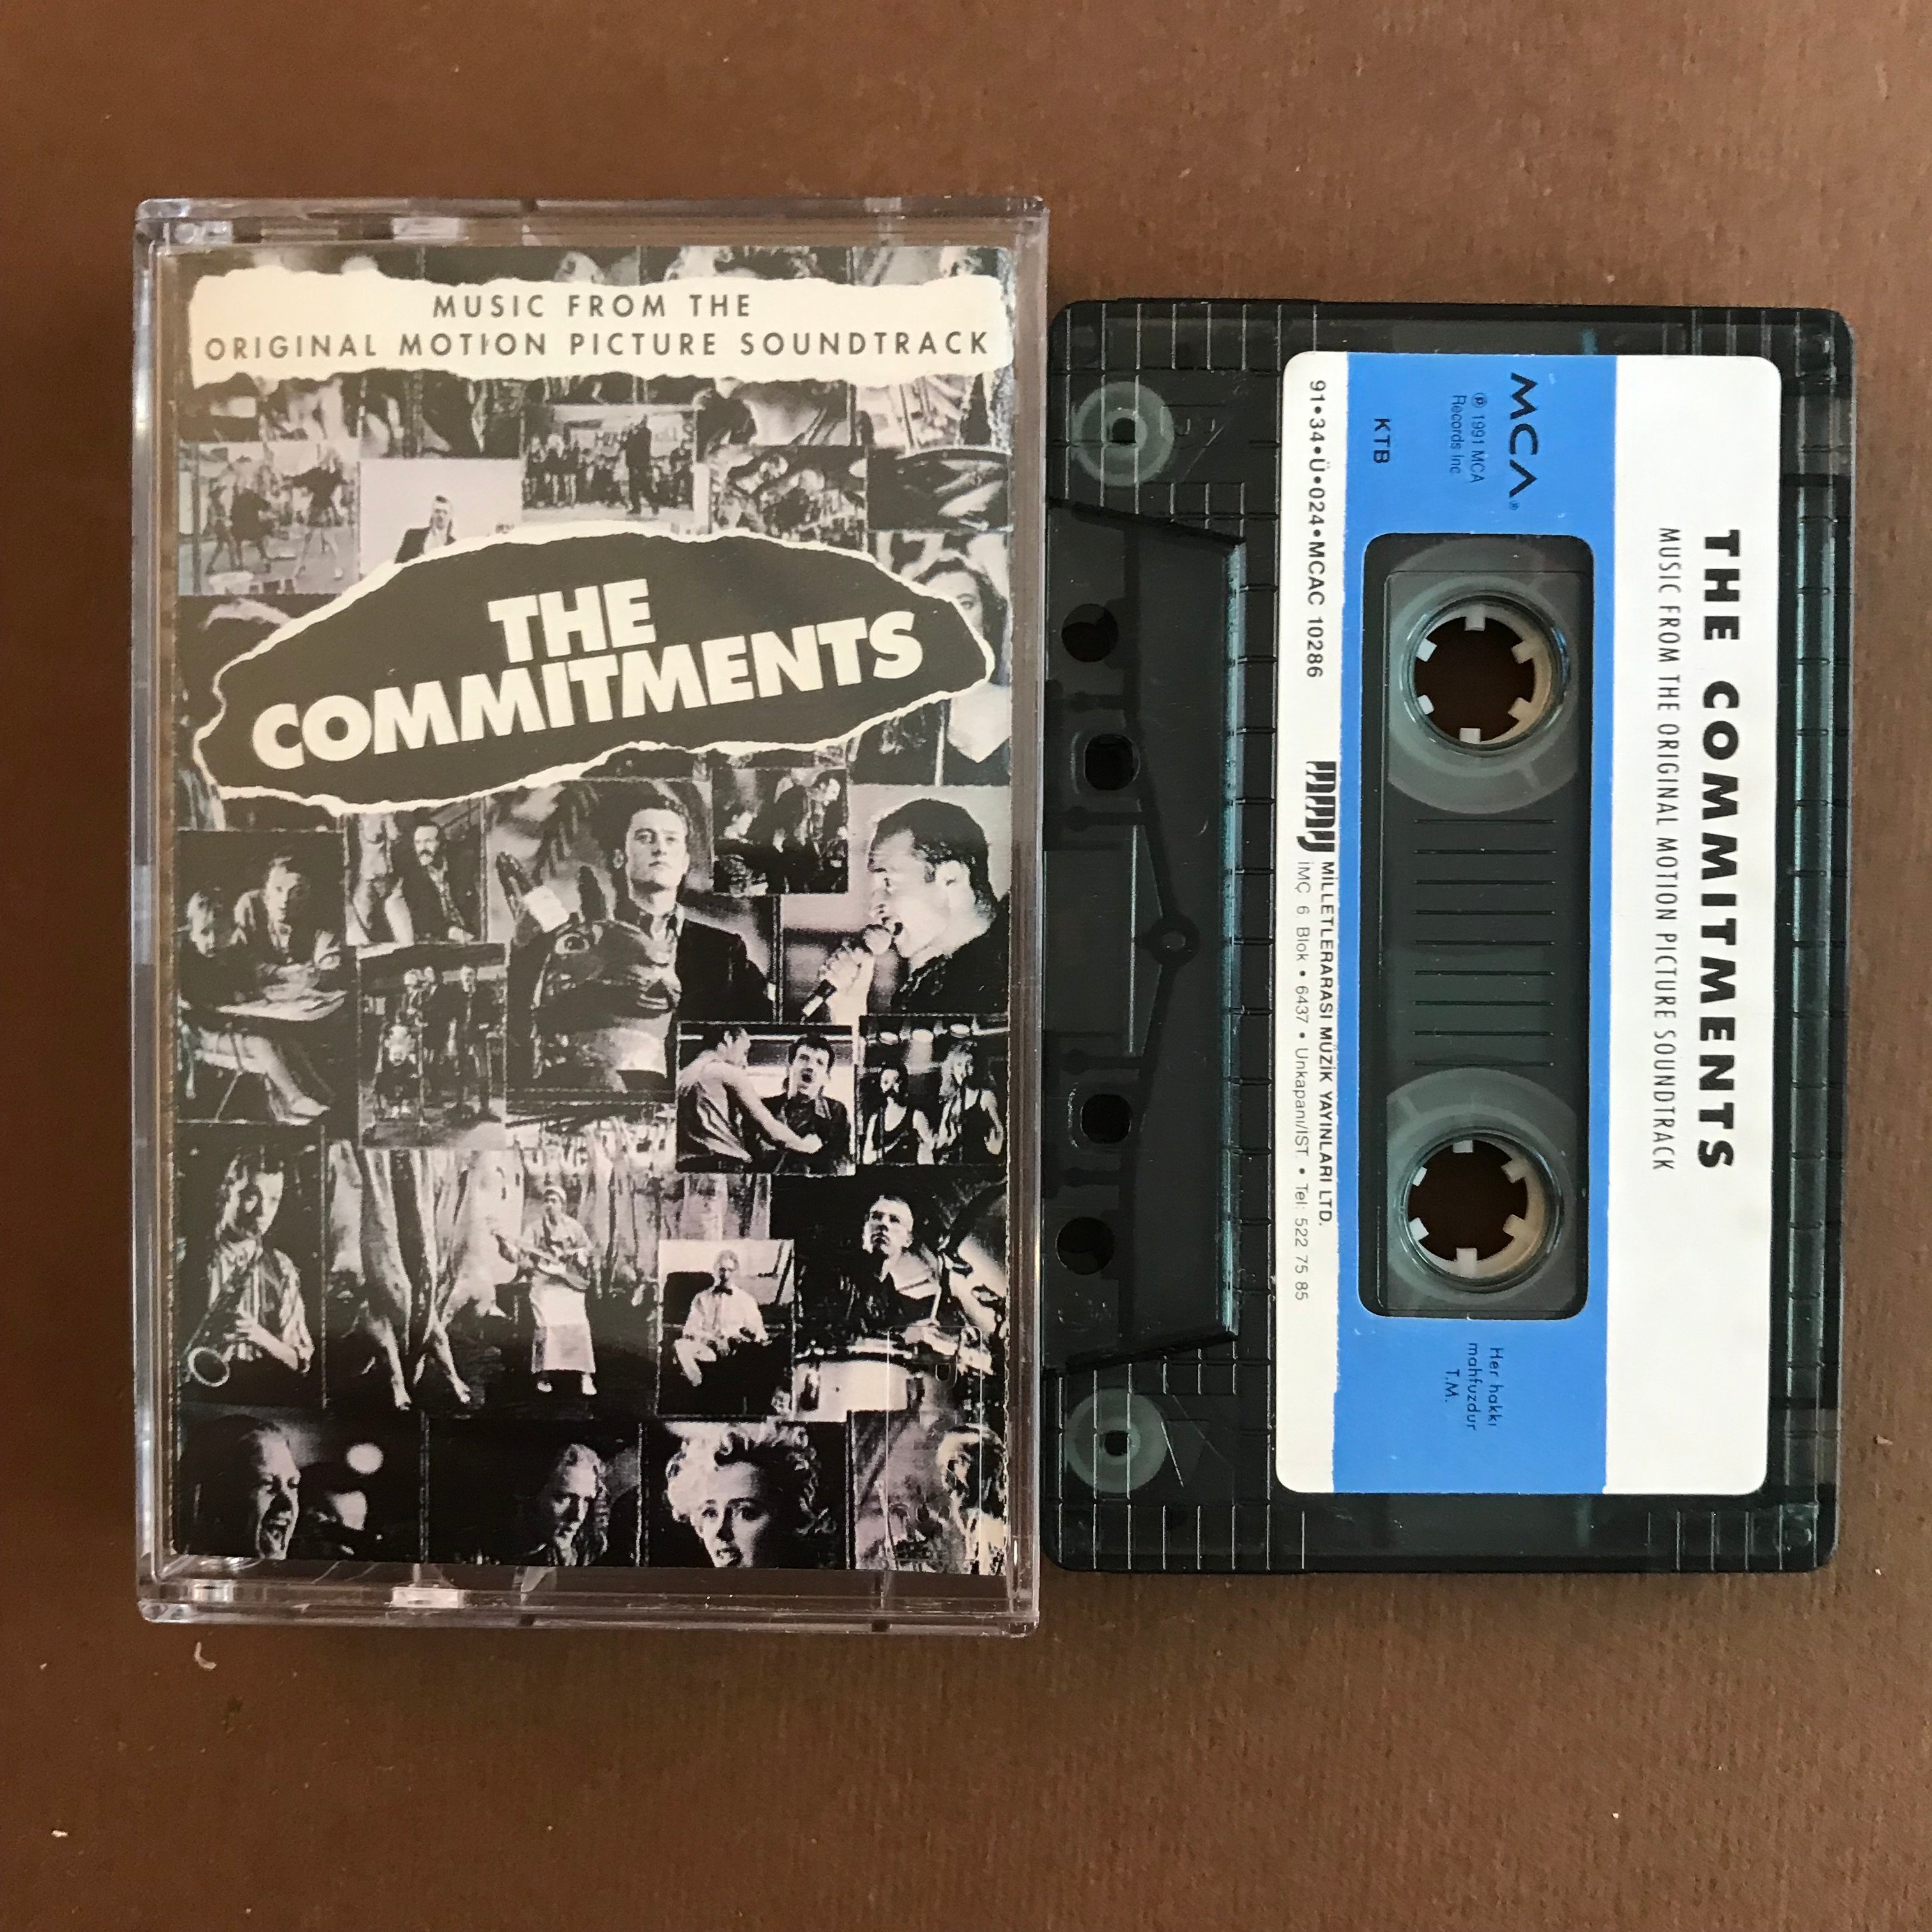 MUSIC FROM THE
ORIGINAL MOTION PICTURE SOUNDTRACK
THE
COMMITMENTS
THE COMMITMENTS
MUSIC FROM THE ORIGINAL MOTION PICTURE SOUNDTRACK
MCA®
℗ 1991 MCA
Records Inc
KTB
Her hakkı
mahfuzdur
T.M.
91•34•Ü•024•MCAC 10286
MMY MİLLETLERARASI MÜZİK YAYINLARI LTD.
İMÇ 6 Blok • 6437 • Unkapanı/İST. • Tel: 522 75 85